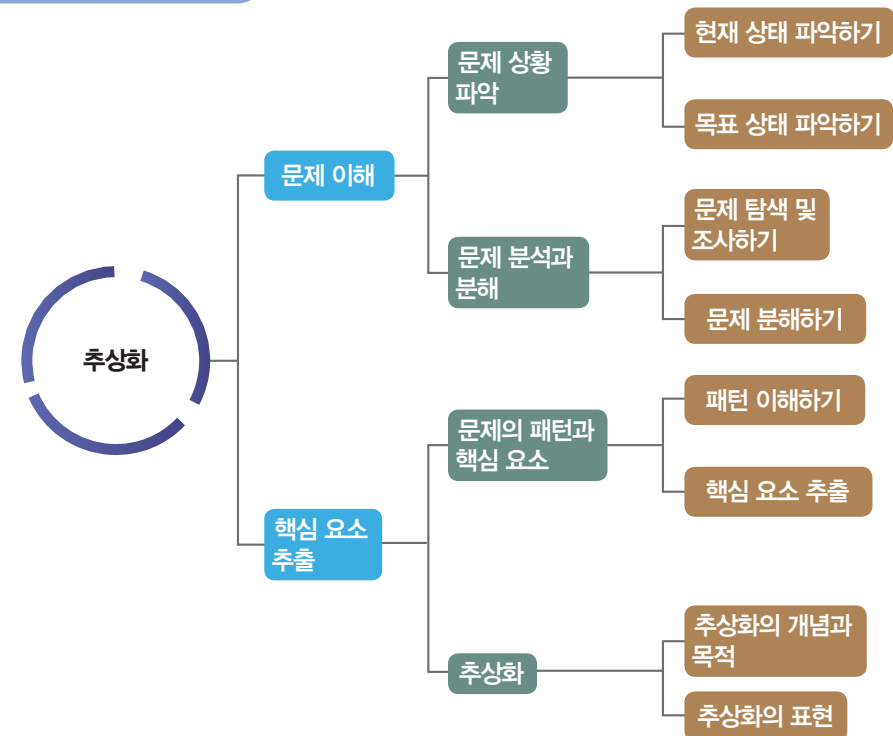 추상화
문제 이해
문제 상황
파악
현재 상태 파악하기
목표 상태 파악하기
문제 분석과
분해
문제 탐색 및
조사하기
문제 분해하기
핵심 요소
추출
문제의 패턴과
핵심 요소
패턴 이해하기
핵심 요소 추출
추상화
추상화의 개념과
목적
추상화의 표현